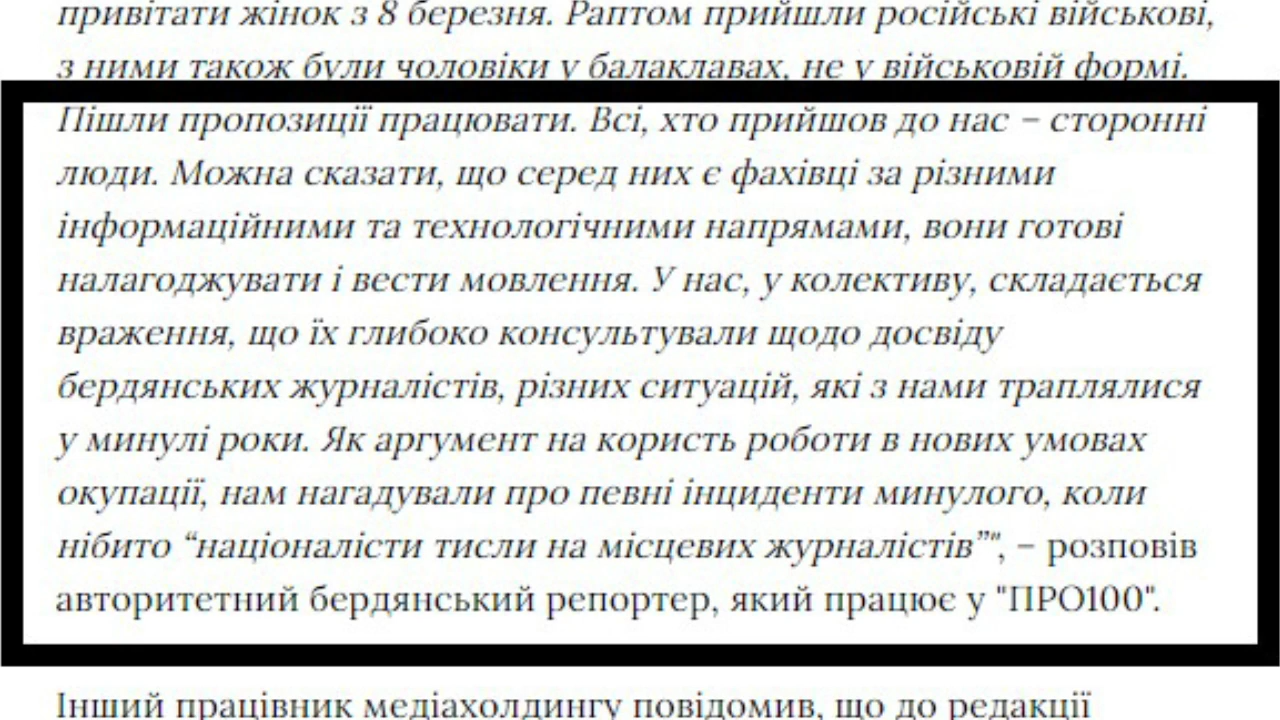 привітати жінок з 8 березня. Раптом прийшли російські військові,
з ними також були чоловіки у балаклавах, не у військовій формі.
Пішли пропозиції працювати. Всі, хто прийшов до нас – сторонні
люди. Можна сказати, що серед них є фахівці за різними
інформаційними та технологічними напрямами, вони готові
налагоджувати і вести мовлення. У нас, у колективу, складається
враження, що їх глибоко консультували щодо досвіду
бердянських журналістів, різних ситуацій, які з нами траплялися
у минулі роки. Як аргумент на користь роботи в нових умовах
окупації, нам нагадували про певні інциденти минулого, коли
нібито “націоналісти тисли на місцевих журналістів”", – розповів
авторитетний бердянський репортер, який працює у "ПРО100".
Інший працівник медіахолдингу повідомив, що до редакції